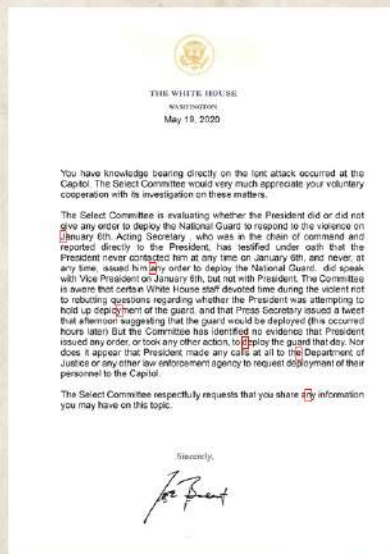 THE WHITE HOUSE
WASHINGTON
May 19, 2020
You have knowledge bearing directly on the lent attack occurred at the
Capitol. The Select Committee would very much appreciate your voluntary
cooperation with its investigation on these matters.
The Select Committee is evaluating whether the President did or did not
give any order to deploy the National Guard to respond to the violence on
January 6th. Acting Secretary , who was in the chain of command and
reported directly to the President, has testified under oath that the
President never contacted him at any time on January 6th, and never, at
any time, issued him any order to deploy the National Guard. did speak
with Vice President on January 6th, but not with President. The Committee
is aware that certain White House staff devoted time during the violent not
to rebutting questions regarding whether the President was attempting to
hold up deployment of the guard, and that Press Secretary issued a tweet
that afternoon suggesting that the guard would be deployed (this occurred
hours later) But the Committee has identified no evidence that President
issued any order, or took any other action, to deploy the guard that day. Nor
does it appear that President made any calls at all to the Department of
Justice or any other law enforcement agency to request deployment of their
personnel to the Capitol.
The Select Committee respectfully requests that you share any information
you may have on this topic.
Sincerely,